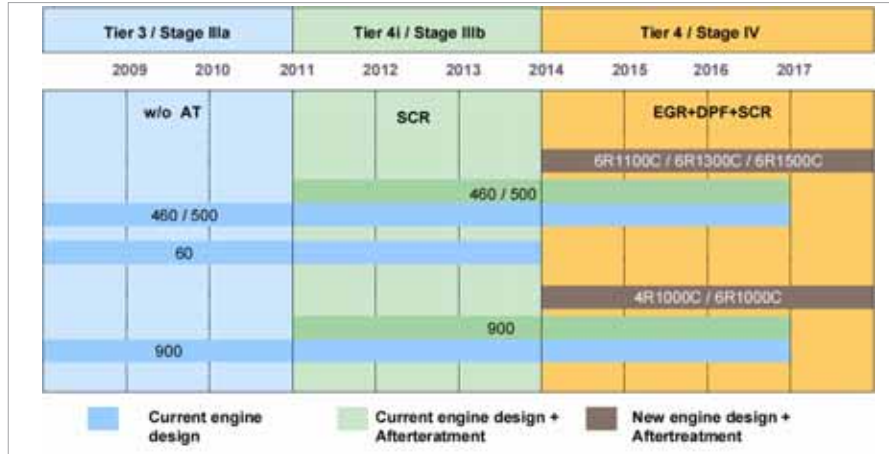 Tier 3 / Stage IIIa Tier 4i / Stage IIIb Tier 4 / Stage IV
2009 2010 2011 2012 2013 2014 2015 2016 2017
w/o AT SCR EGR+DPF+SCR
6R1100C / 6R1300C / 6R1500C
460 / 500
460 / 500
60
4R1000C / 6R1000C
900
900
Current engine design
Current engine design + Afterteratment
New engine design + Aftertreatment